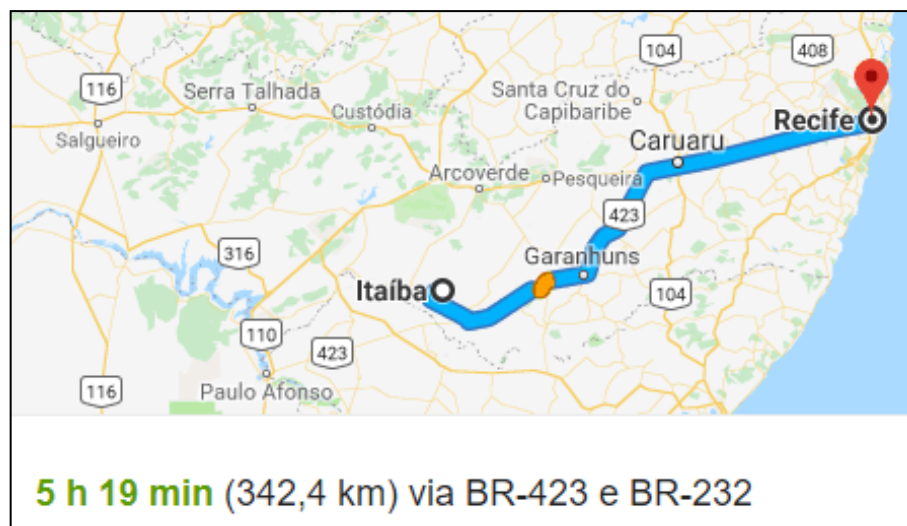 104
408
116
Serra Talhada
Santa Cruz do
Capibaribe
Custódia
Salgueiro
Recife
Caruaru
Arcoverde
Pesqueira
423
316
Garanhuns
Itaíba
104
110
423
116
Paulo Afonso
5 h 19 min (342,4 km) via BR-423 e BR-232